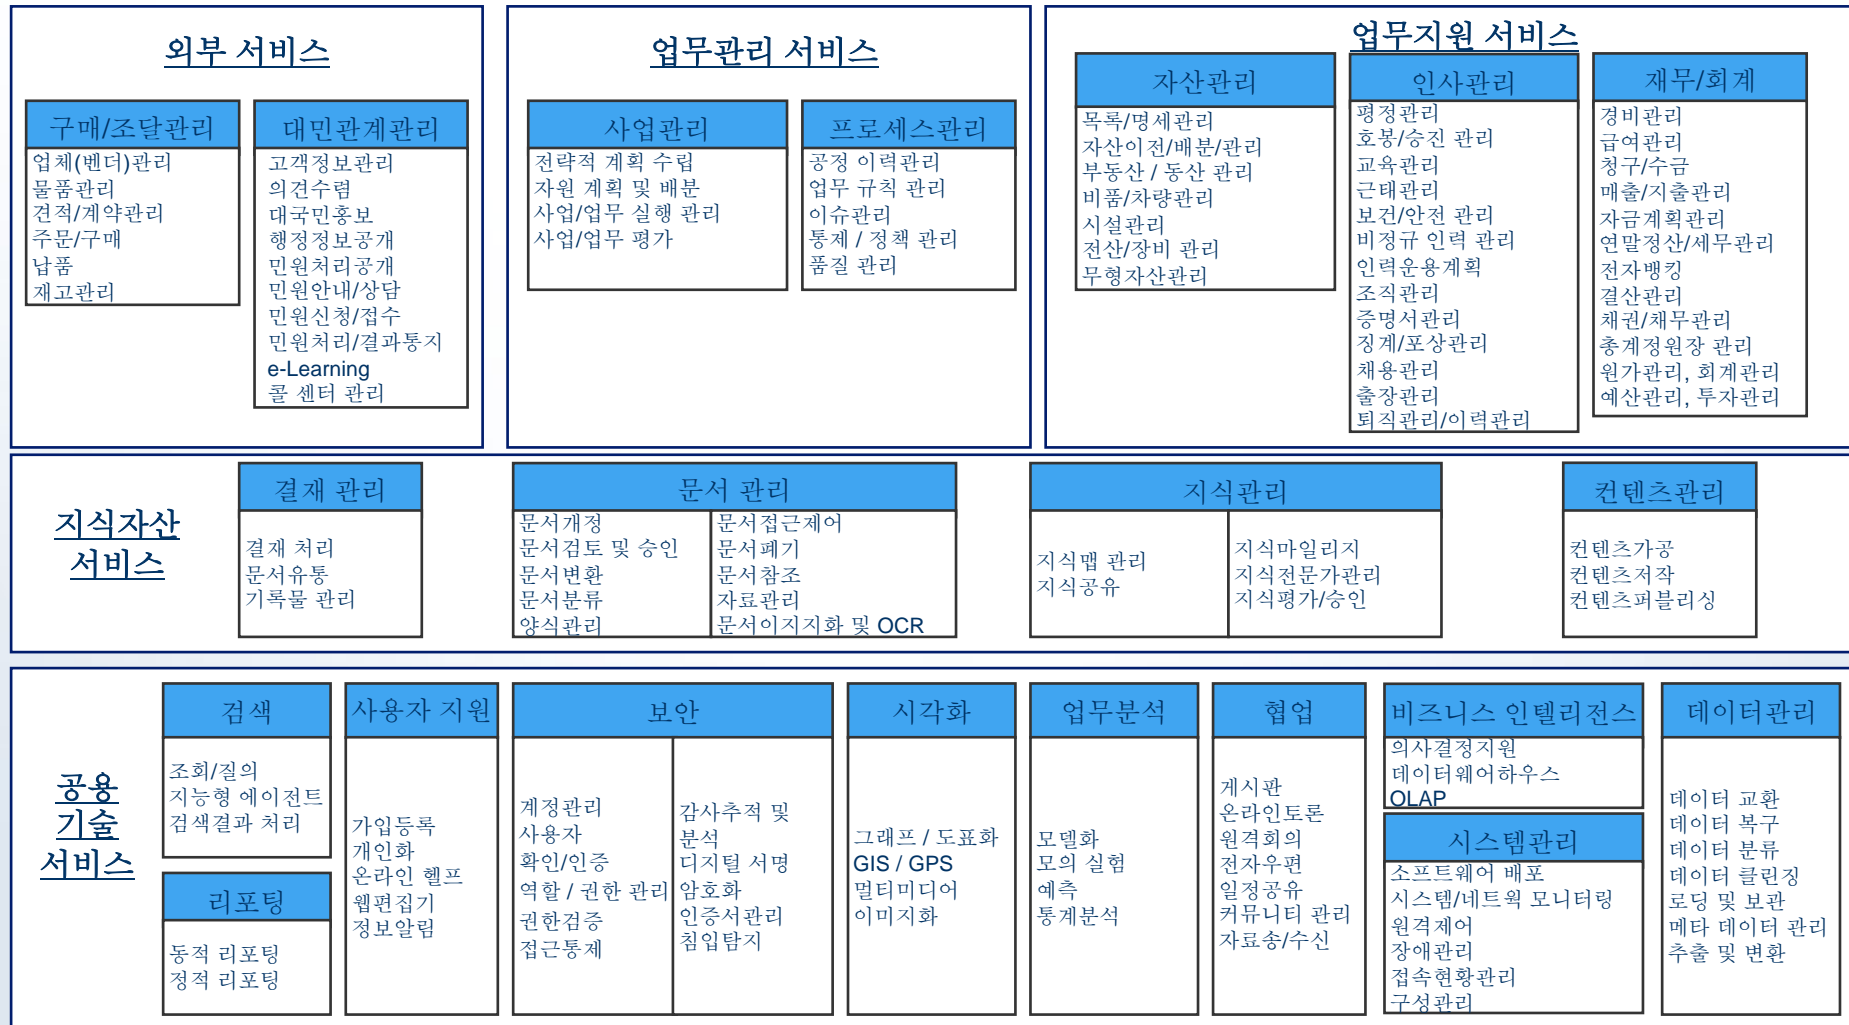 외부 서비스
구매/조달관리
업체(벤더)관리
물품관리
견적/계약관리
주문/구매
납품
재고관리
대민관계관리
고객정보관리
의견수렴
대국민홍보
행정정보공개
민원처리공개
민원안내/상담
민원신청/접수
민원처리/결과통지
e-Learning
콜 센터 관리
업무관리 서비스
사업관리
전략적 계획 수립
자원 계획 및 배분
사업/업무 실행 관리
사업/업무 평가
프로세스관리
공정 이력관리
업무 규칙 관리
이슈관리
통제 / 정책 관리
품질 관리
업무지원 서비스
자산관리
목록/명세관리
자산이전/배분/관리
부동산 / 동산 관리
비품/차량관리
시설관리
전산/장비 관리
무형자산관리
인사관리
평정관리
호봉/승진 관리
교육관리
근태관리
보건/안전 관리
비정규 인력 관리
인력운용계획
조직관리
증명서관리
징계/포상관리
채용관리
출장관리
퇴직관리/이력관리
재무/회계
경비관리
급여관리
청구/수금
매출/지출관리
자금계획관리
연말정산/세무관리
전자뱅킹
결산관리
채권/채무관리
총계정원장 관리
원가관리, 회계관리
예산관리, 투자관리
지식자산
서비스
결재 관리
결재 처리
문서유통
기록물 관리
문서 관리
문서개정
문서검토 및 승인
문서변환
문서분류
양식관리
문서접근제어
문서폐기
문서참조
자료관리
문서이지지화 및 OCR
지식관리
지식맵 관리
지식공유
지식마일리지
지식전문가관리
지식평가/승인
컨텐츠관리
컨텐츠가공
컨텐츠저작
컨텐츠퍼블리싱
공용
기술
서비스
검색
조회/질의
지능형 에이전트
검색결과 처리
리포팅
동적 리포팅
정적 리포팅
사용자 지원
가입등록
개인화
온라인 헬프
웹편집기
정보알림
보안
계정관리
사용자
확인/인증
역할 / 권한 관리
권한검증
접근통제
감사추적 및
분석
디지털 서명
암호화
인증서관리
침입탐지
시각화
그래프 / 도표화
GIS / GPS
멀티미디어
이미지화
업무분석
모델화
모의 실험
예측
통계분석
협업
게시판
온라인토론
원격회의
전자우편
일정공유
커뮤니티 관리
자료송/수신
비즈니스 인텔리전스
의사결정지원
데이터웨어하우스
OLAP
시스템관리
소프트웨어 배포
시스템/네트웍 모니터링
원격제어
장애관리
접속현황관리
구성관리
데이터관리
데이터 교환
데이터 복구
데이터 분류
데이터 클린징
로딩 및 보관
메타 데이터 관리
추출 및 변환